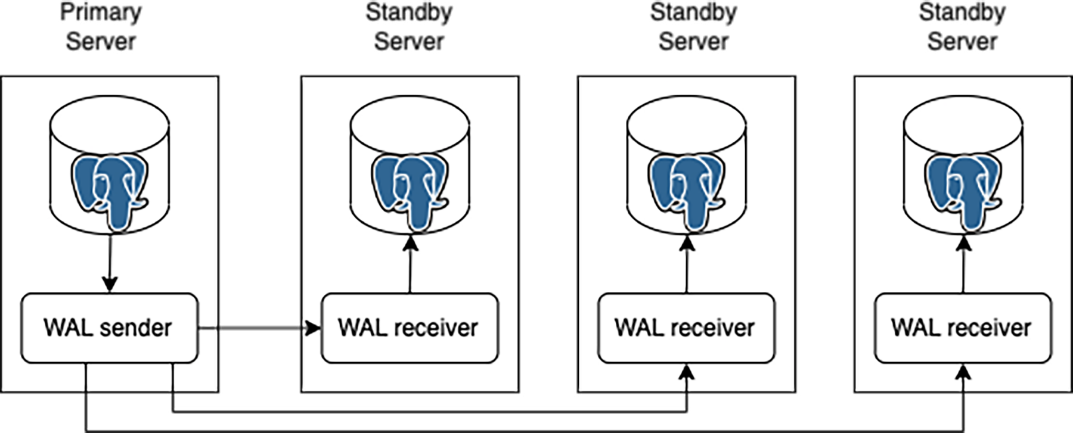 Primary
Server
Standby
Server
Standby
Server
Standby
Server
WAL sender
WAL receiver
WAL receiver
WAL receiver